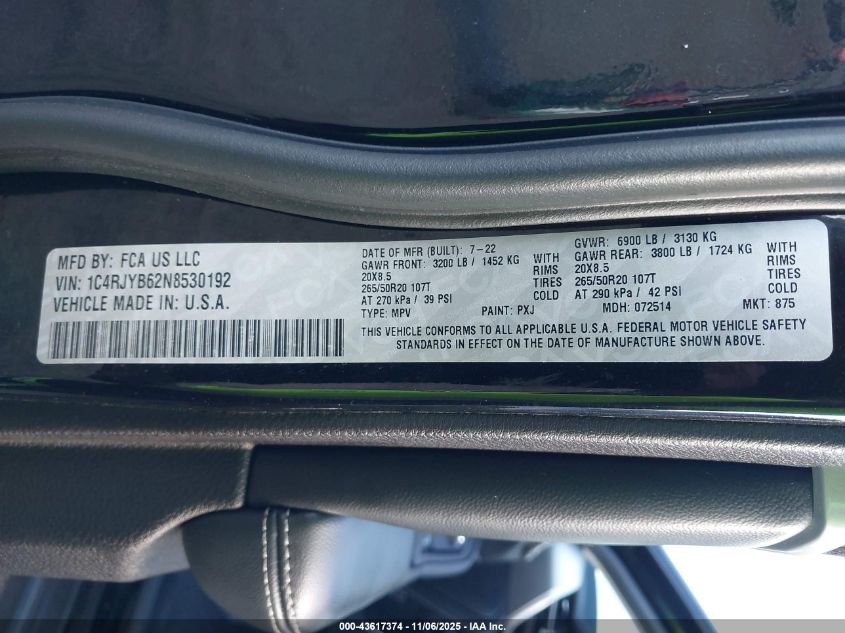 MFD BY: FCA US LLC
VIN: 1C4RJYB62N8530192
VEHICLE MADE IN: U.S.A.
DATE OF MFR (BUILT): 7-22
GAWR FRONT: 3200 LB / 1452 KG WITH
20X8.5 RIMS
265/50R20 107T TIRES
AT 270 kPa / 39 PSI COLD
TYPE: MPV PAINT: PXJ
GVWR: 6900 LB / 3130 KG
GAWR REAR: 3800 LB / 1724 KG WITH
20X8.5 RIMS
265/50R20 107T TIRES
AT 290 kPa / 42 PSI COLD
MDH: 072514 MKT: 875
THIS VEHICLE CONFORMS TO ALL APPLICABLE U.S.A. FEDERAL MOTOR VEHICLE SAFETY
STANDARDS IN EFFECT ON THE DATE OF MANUFACTURE SHOWN ABOVE.
000-43617374 | 11/06/2025 - IAA Inc.